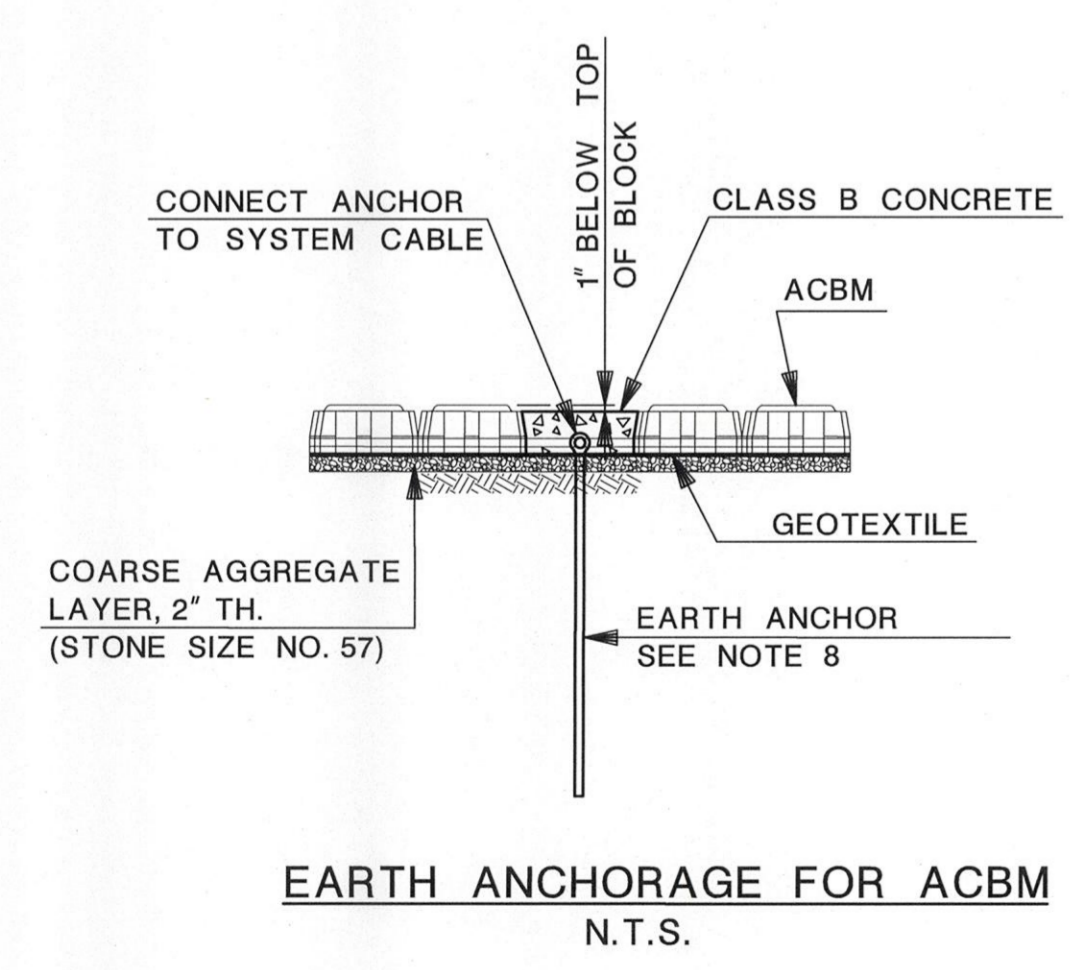 1" BELOW TOP
OF BLOCK
CONNECT ANCHOR
TO SYSTEM CABLE
CLASS B CONCRETE
ACBM
GEOTEXTILE
COARSE AGGREGATE
LAYER, 2" TH.
(STONE SIZE NO. 57)
EARTH ANCHOR
SEE NOTE 8
EARTH ANCHORAGE FOR ACBM
N.T.S.